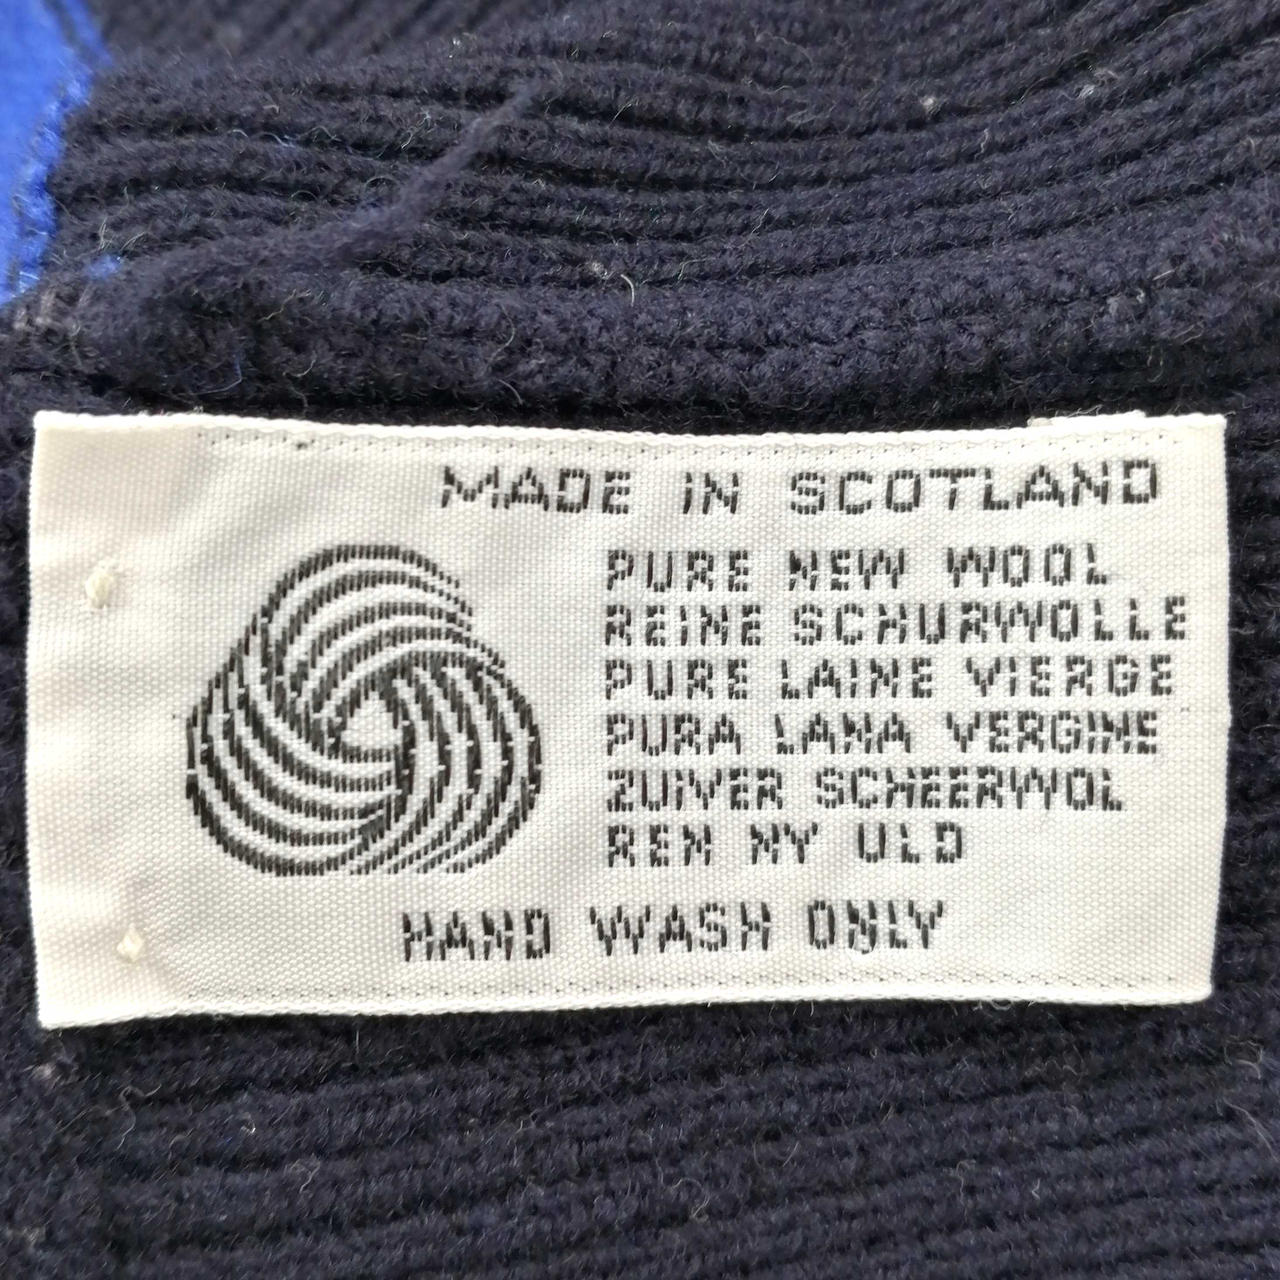 MADE IN SCOTLAND
PURE NEW WOOL
REINE SCHURWOLLE
PURE LAINE VIERGE
PURA LANA VERGINE
ZUIVER SCHEERWOL
REN NY ULD
HAND WASH ONLY